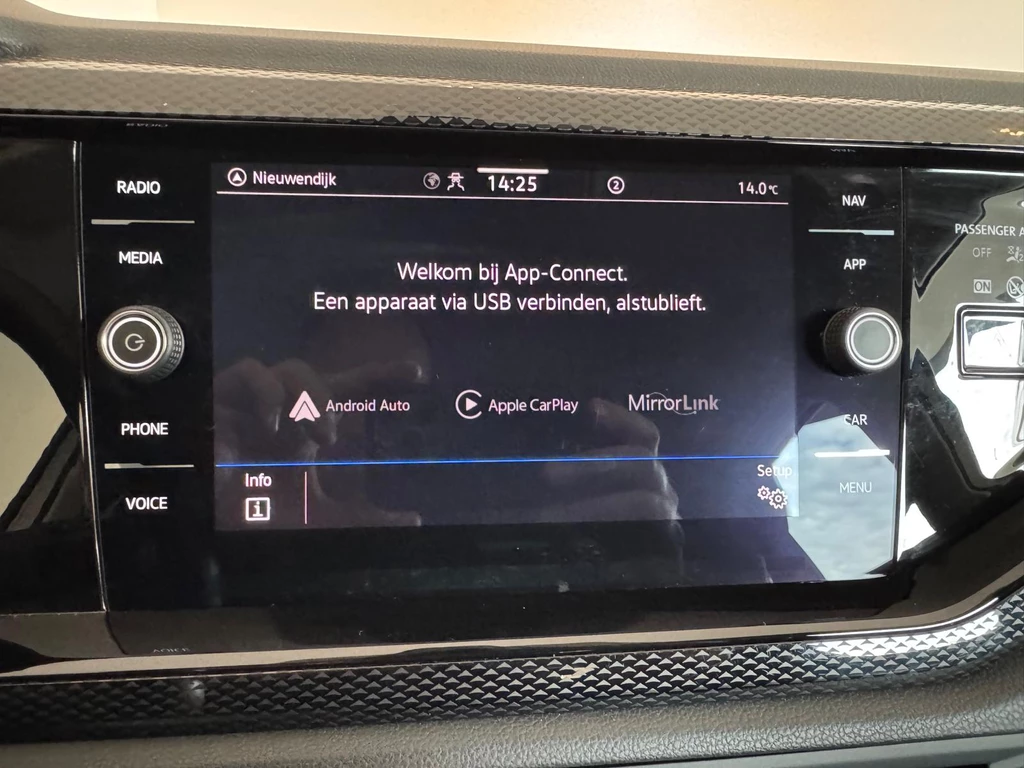 RADIO
MEDIA
PHONE
VOICE
Nieuwendijk
14:25
2
14.0°C
Welkom bij App-Connect.
Een apparaat via USB verbinden, alstublieft.
Android Auto
Apple CarPlay
MirrorLink
Info
i
Setup
NAV
APP
CAR
MENU
PASSENGER A
OFF
ON
2